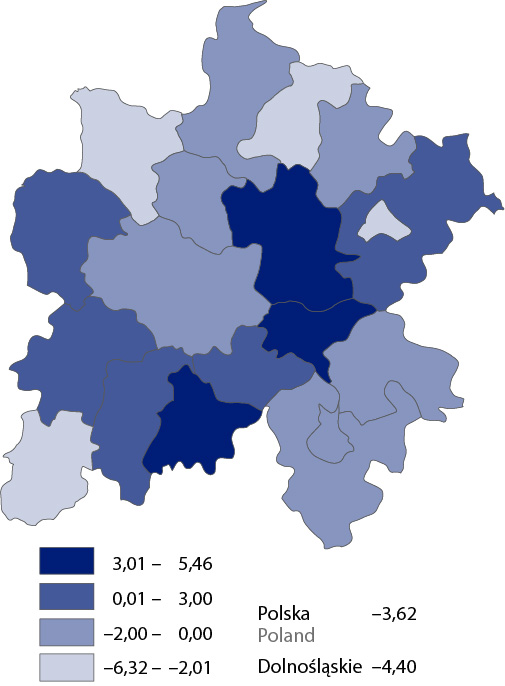 3,01 – 5,46
0,01 – 3,00
–2,00 – 0,00
–6,32 – –2,01
Polska –3,62
Poland
Dolnośląskie –4,40